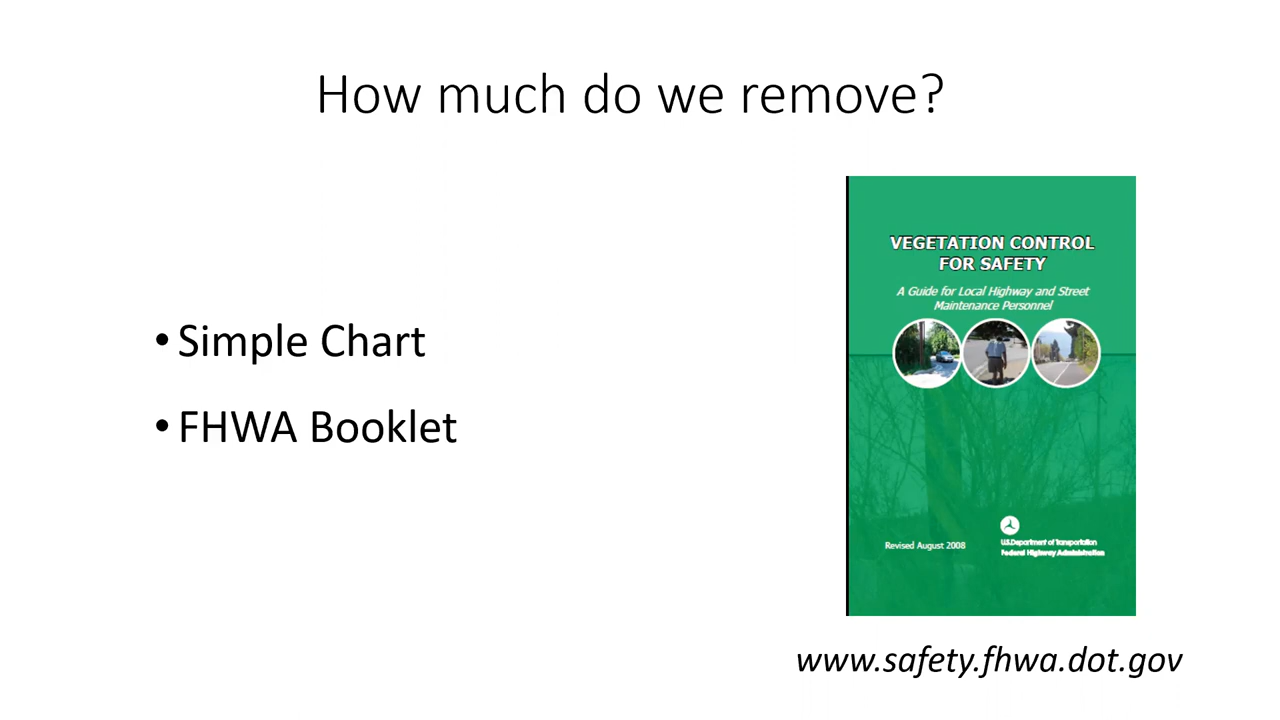 How much do we remove?
• Simple Chart
• FHWA Booklet
VEGETATION CONTROL
FOR SAFETY
A Guide for Local Highway and Street
Maintenance Personnel
Revised August 2008
U.S.Department of Transportation
Federal Highway Administration
www.safety.fhwa.dot.gov